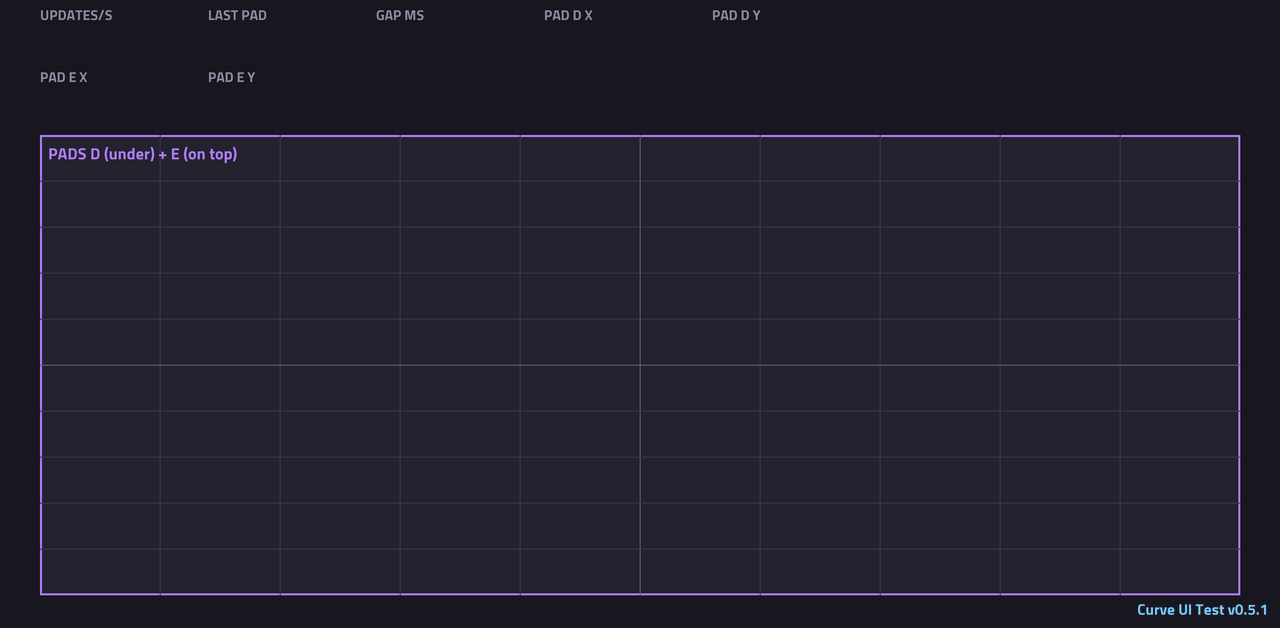 UPDATES/S LAST PAD GAP MS PAD D X PAD D Y
PAD E X PAD E Y
PADS D (under) + E (on top)
Curve UI Test v0.5.1